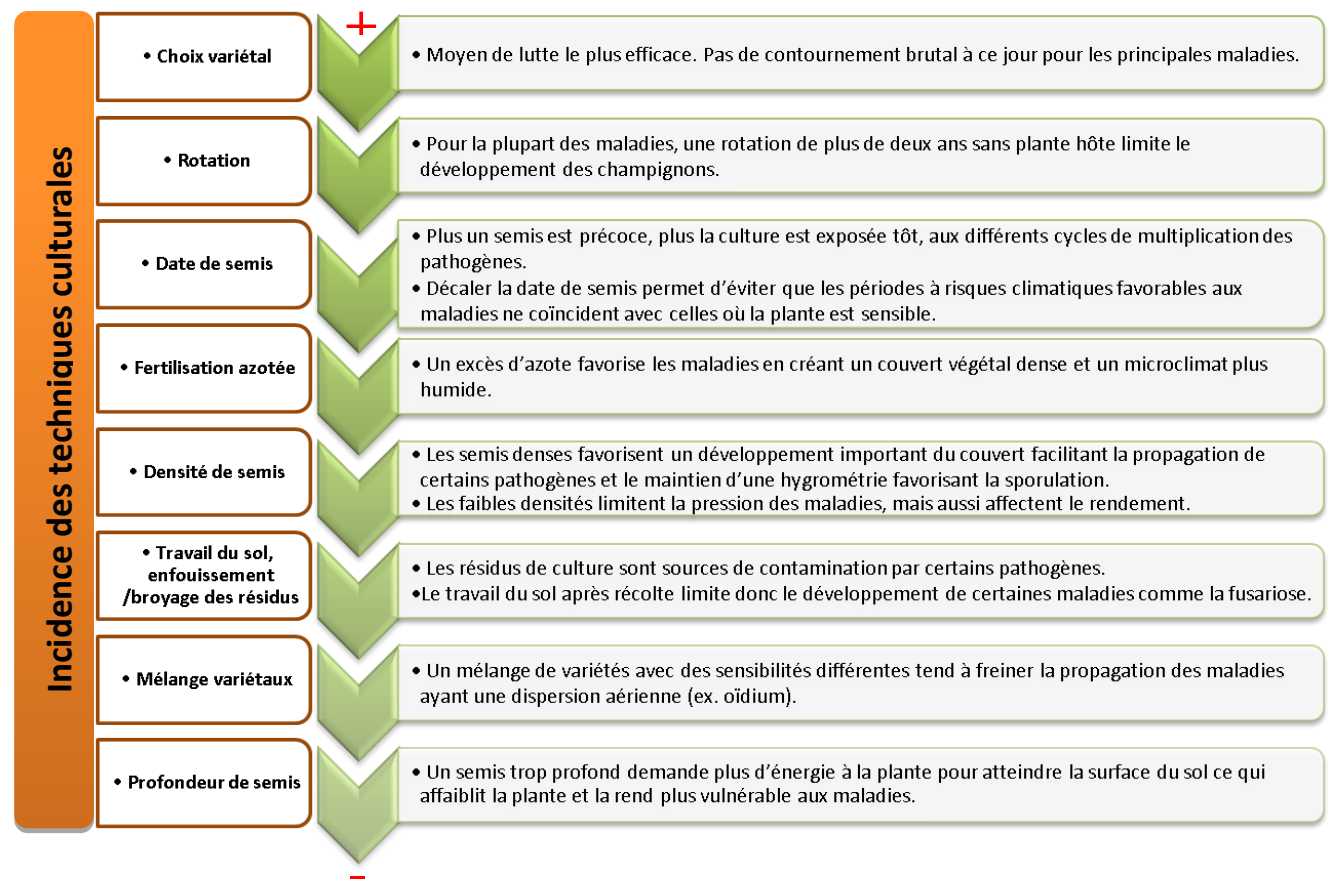 Incidence des techniques culturales
+
• Choix variétal
• Moyen de lutte le plus efficace. Pas de contournement brutal à ce jour pour les principales maladies.
• Rotation
• Pour la plupart des maladies, une rotation de plus de deux ans sans plante hôte limite le
développement des champignons.
• Date de semis
• Plus un semis est précoce, plus la culture est exposée tôt, aux différents cycles de multiplication des
pathogènes.
• Décaler la date de semis permet d'éviter que les périodes à risques climatiques favorables aux
maladies ne coïncident avec celles où la plante est sensible.
• Fertilisation azotée
• Un excès d'azote favorise les maladies en créant un couvert végétal dense et un microclimat plus
humide.
• Densité de semis
• Les semis denses favorisent un développement important du couvert facilitant la propagation de
certains pathogènes et le maintien d'une hygrométrie favorisant la sporulation.
• Les faibles densités limitent la pression des maladies, mais aussi affectent le rendement.
• Travail du sol,
enfouissement
/broyage des résidus
• Les résidus de culture sont sources de contamination par certains pathogènes.
•Le travail du sol après récolte limite donc le développement de certaines maladies comme la fusariose.
• Mélange variétaux
• Un mélange de variétés avec des sensibilités différentes tend à freiner la propagation des maladies
ayant une dispersion aérienne (ex. oïdium).
• Profondeur de semis
• Un semis trop profond demande plus d'énergie à la plante pour atteindre la surface du sol ce qui
affaiblit la plante et la rend plus vulnérable aux maladies.
-